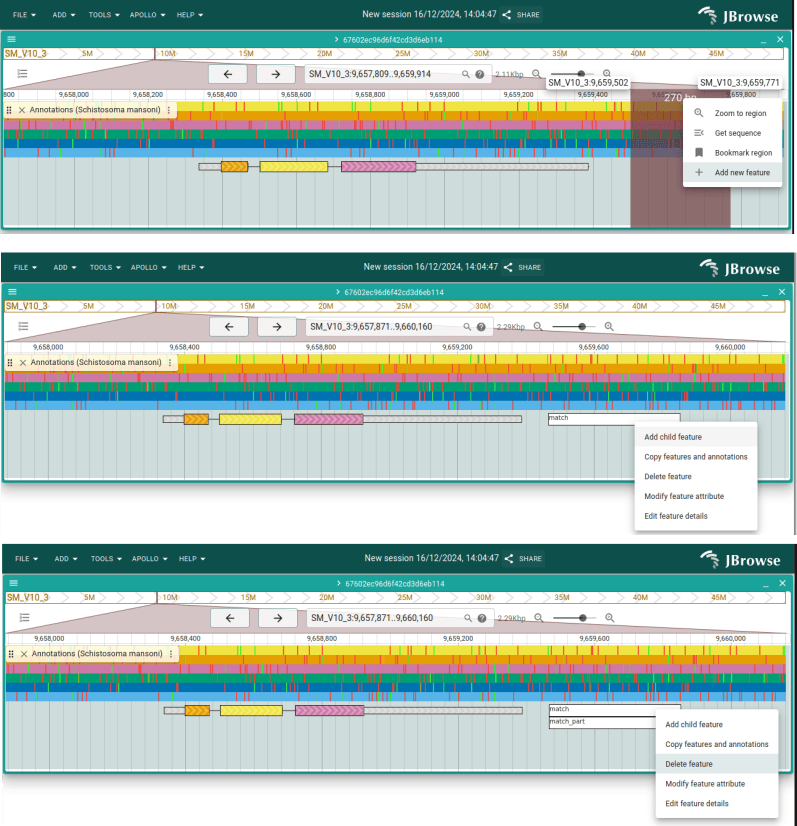 FILE ADD TOOLS APOLLO HELP New session 16/12/2024, 14:04:47 SHARE JBrowse
67602ec96d6f42cd3d6eb114
SM_V10_3 5M 10M 15M 20M 25M 30M 35M 40M 45M
SM_V10_3:9,657,809..9,659,914 2.11Kbp
SM_V10_3:9,659,502 SM_V10_3:9,659,771
800 9,658,000 9,658,200 9,658,400 9,658,600 9,658,800 9,659,000 9,659,200 9,659,400 9,659,800
270 bp
Annotations (Schistosoma mansoni)
Zoom to region
Get sequence
Bookmark region
Add new feature
FILE ADD TOOLS APOLLO HELP New session 16/12/2024, 14:04:47 SHARE JBrowse
67602ec96d6f42cd3d6eb114
SM_V10_3 5M 10M 15M 20M 25M 30M 35M 40M 45M
SM_V10_3:9,657,871..9,660,160 2.29Kbp
9,658,000 9,658,400 9,658,800 9,659,200 9,659,600 9,660,000
Annotations (Schistosoma mansoni)
match
Add child feature
Copy features and annotations
Delete feature
Modify feature attribute
Edit feature details
FILE ADD TOOLS APOLLO HELP New session 16/12/2024, 14:04:47 SHARE JBrowse
67602ec96d6f42cd3d6eb114
SM_V10_3 5M 10M 15M 20M 25M 30M 35M 40M 45M
SM_V10_3:9,657,871..9,660,160 2.29Kbp
9,658,000 9,658,400 9,658,800 9,659,200 9,659,600 9,660,000
Annotations (Schistosoma mansoni)
match
match_part
Add child feature
Copy features and annotations
Delete feature
Modify feature attribute
Edit feature details